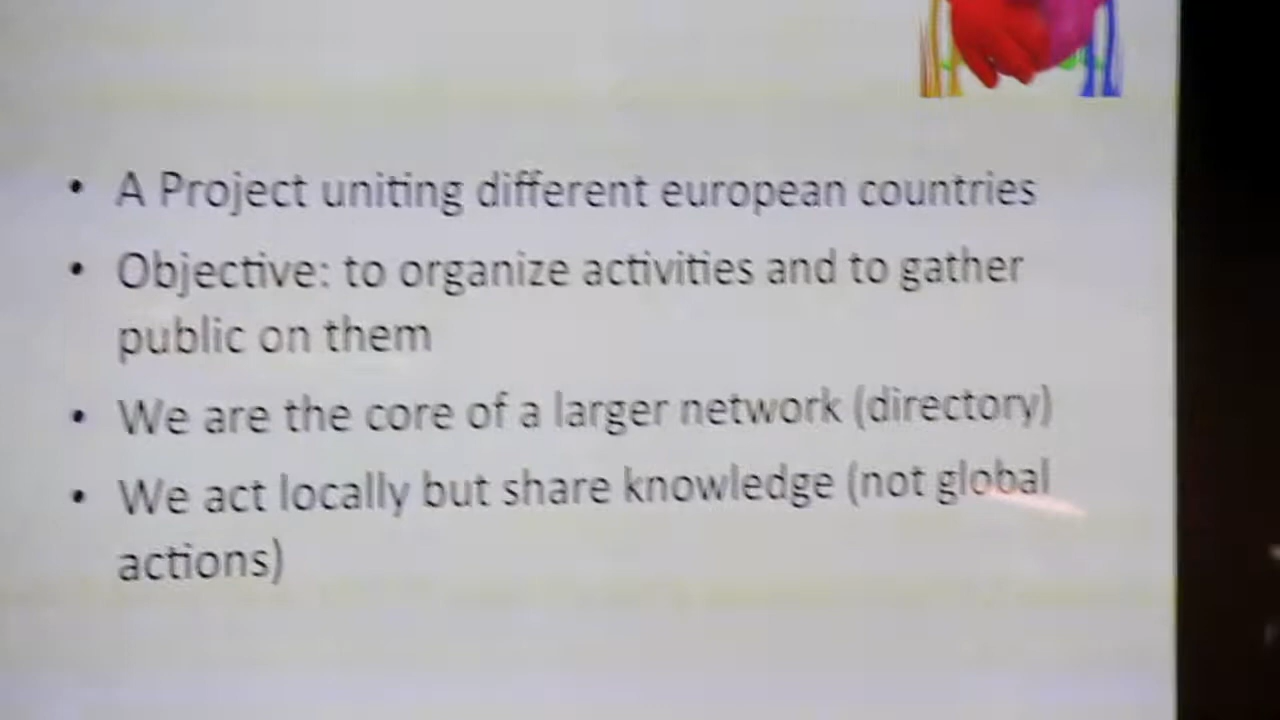 • A Project uniting different european countries
• Objective: to organize activities and to gather
public on them
• We are the core of a larger network (directory)
• We act locally but share knowledge (not global
actions)